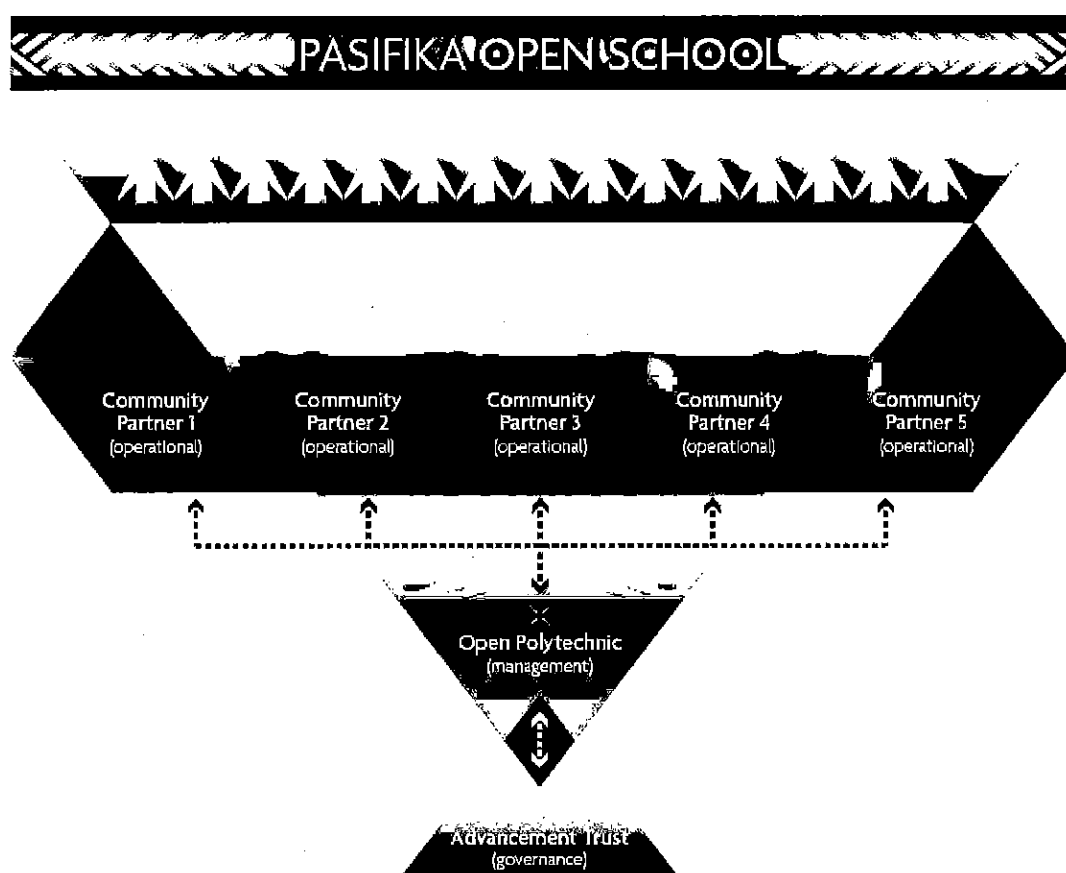 PASIFIKA OPEN SCHOOL
Community
Partner 1
(operational)
Community
Partner 2
(operational)
Community
Partner 3
(operational)
Community
Partner 4
(operational)
Community
Partner 5
(operational)
Open Polytechnic
(management)
Advancement Trust
(governance)